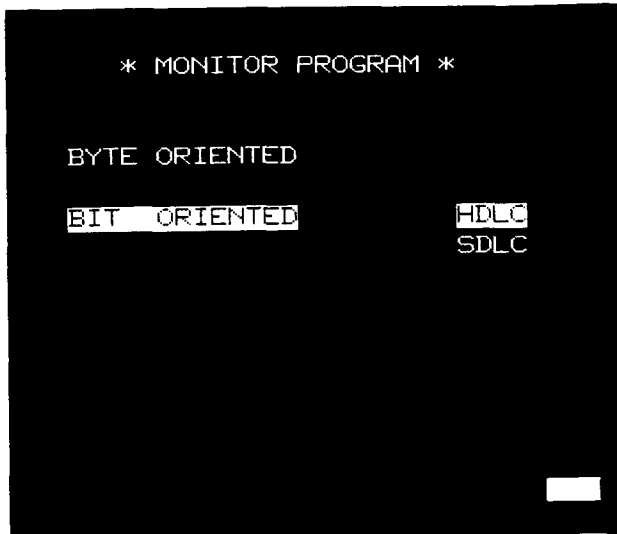 * MONITOR PROGRAM *
BYTE ORIENTED
BIT ORIENTED HDLC
SDLC